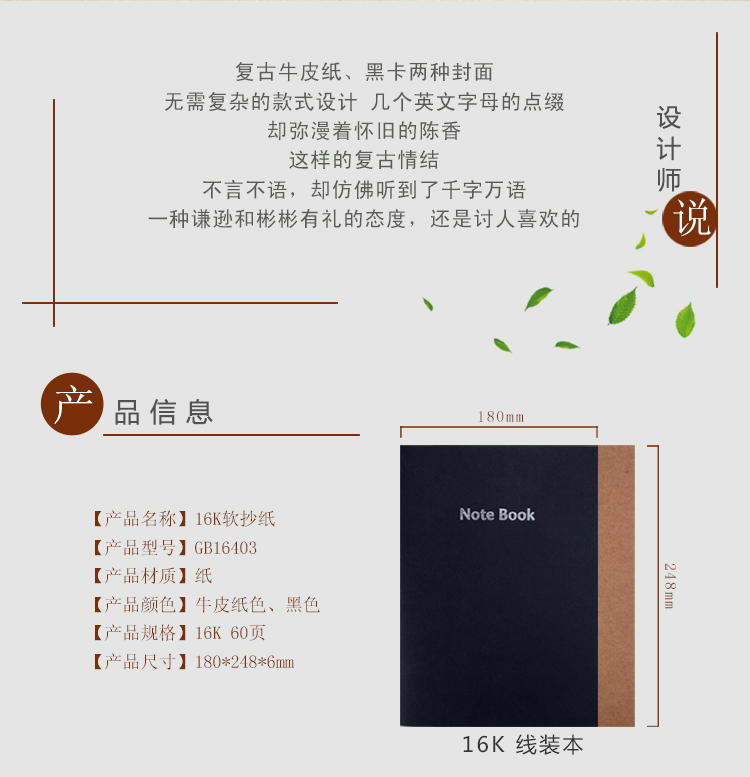 复古牛皮纸、黑卡两种封面
无需复杂的款式设计 几个英文字母的点缀
却弥漫着怀旧的陈香
这样的复古情结
不言不语，却仿佛听到了千字万语
一种谦逊和彬彬有礼的态度，还是讨人喜欢的
设计师说
产品信息
【产品名称】16K软抄纸
【产品型号】GB16403
【产品材质】纸
【产品颜色】牛皮纸色、黑色
【产品规格】16K 60页
【产品尺寸】180*248*6mm
180mm
Note Book
248mm
16K 线装本